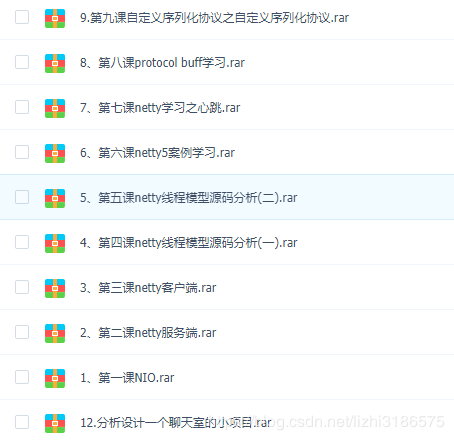 9.第九课自定义序列化协议之自定义序列化协议.rar
8、第八课protocol buff学习.rar
7、第七课netty学习之心跳.rar
6、第六课netty5案例学习.rar
5、第五课netty线程模型源码分析(二).rar
4、第四课netty线程模型源码分析(一).rar
3、第三课netty客户端.rar
2、第二课netty服务端.rar
1、第一课NIO.rar
12.分析设计一个聊天室的小项目.rar
blog.csdn.net/lizhi3186575